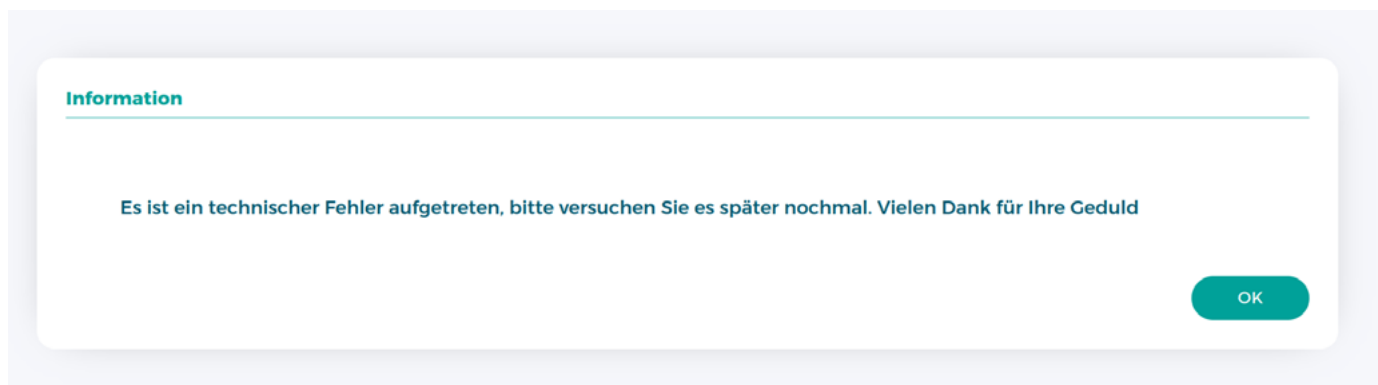 Information
Es ist ein technischer Fehler aufgetreten, bitte versuchen Sie es später nochmal. Vielen Dank für Ihre Geduld
OK